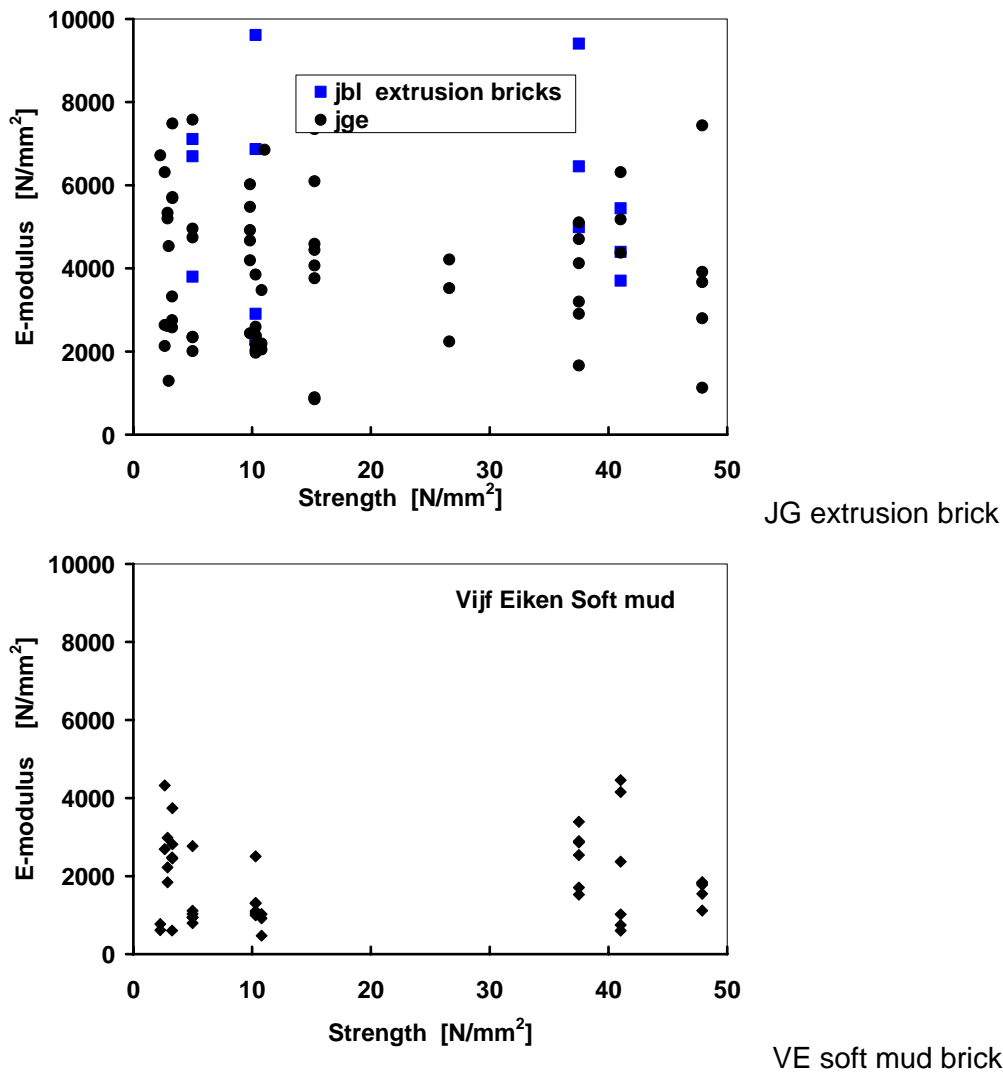 10000
8000
6000
4000
2000
0
E-modulus [N/mm²]
jbl extrusion bricks
jge
0 10 20 30 40 50
Strength [N/mm²]
JG extrusion brick
10000
8000
6000
4000
2000
0
E-modulus [N/mm²]
Vijf Eiken Soft mud
0 10 20 30 40 50
Strength [N/mm²]
VE soft mud brick